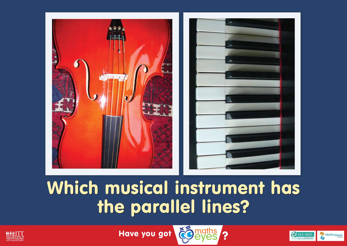 Which musical instrument has
the parallel lines?
Have you got maths eyes ?